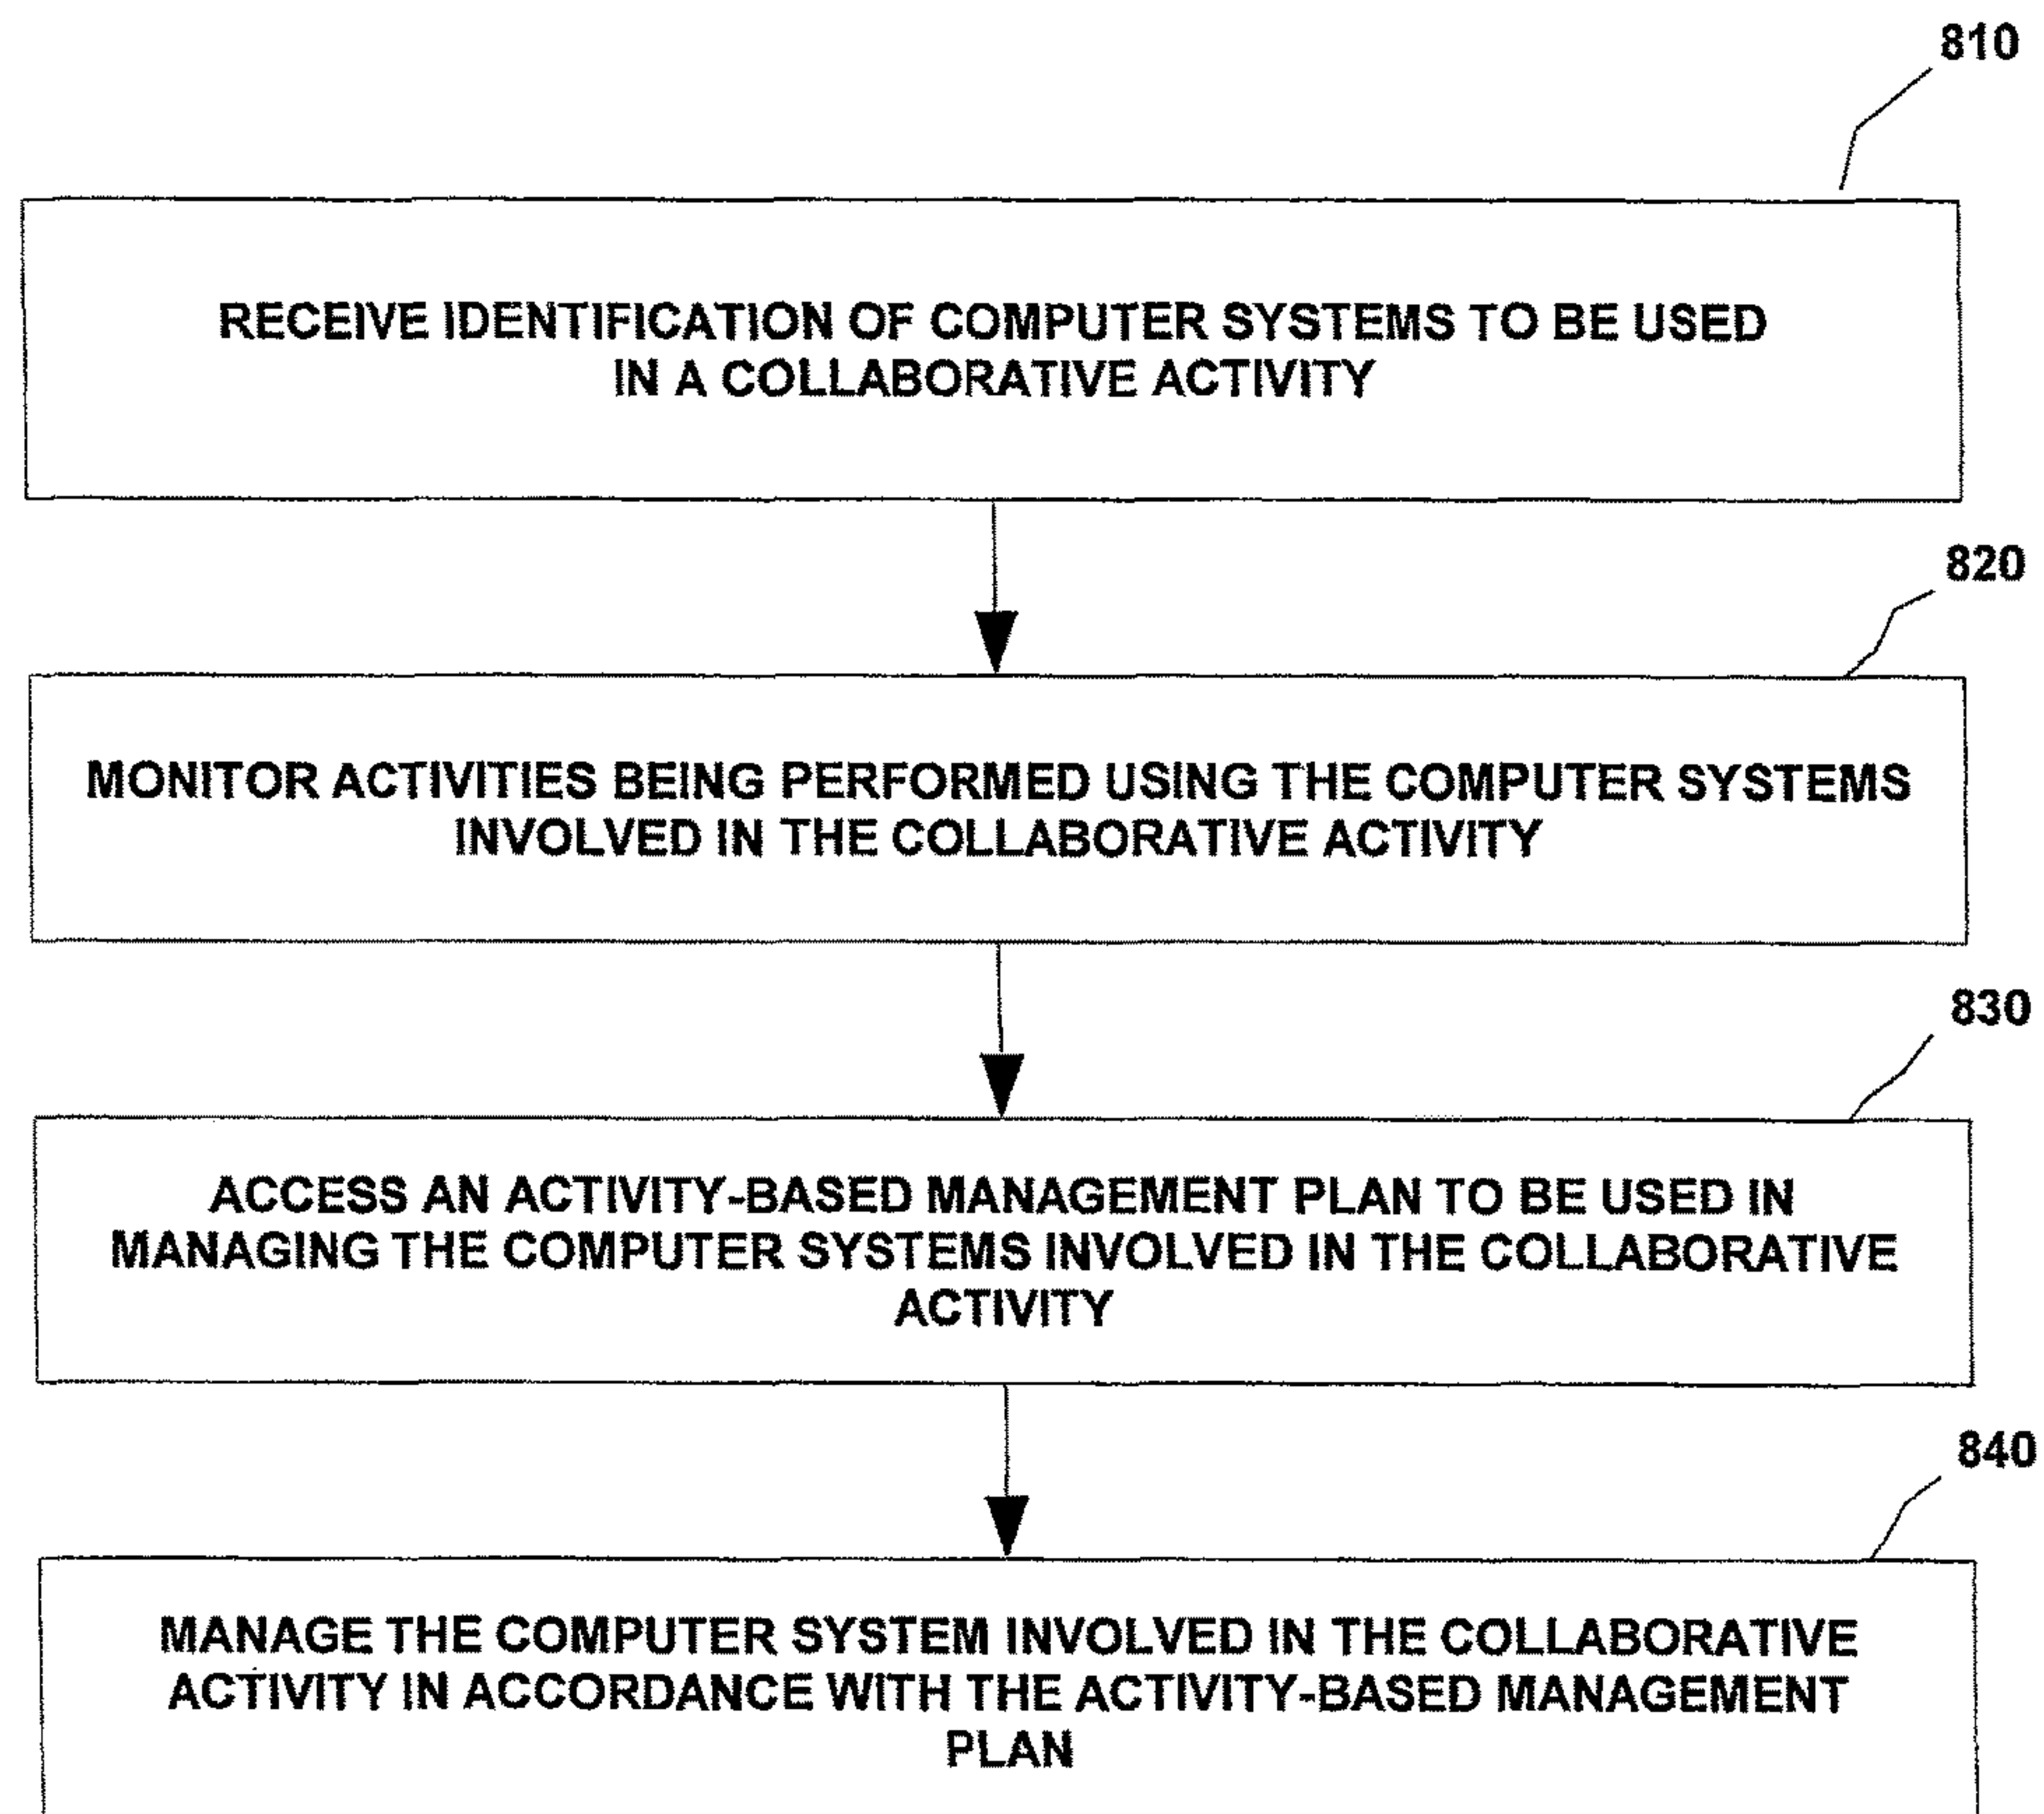 810
RECEIVE IDENTIFICATION OF COMPUTER SYSTEMS TO BE USED
IN A COLLABORATIVE ACTIVITY
820
MONITOR ACTIVITIES BEING PERFORMED USING THE COMPUTER SYSTEMS
INVOLVED IN THE COLLABORATIVE ACTIVITY
830
ACCESS AN ACTIVITY-BASED MANAGEMENT PLAN TO BE USED IN
MANAGING THE COMPUTER SYSTEMS INVOLVED IN THE COLLABORATIVE
ACTIVITY
840
MANAGE THE COMPUTER SYSTEM INVOLVED IN THE COLLABORATIVE
ACTIVITY IN ACCORDANCE WITH THE ACTIVITY-BASED MANAGEMENT
PLAN